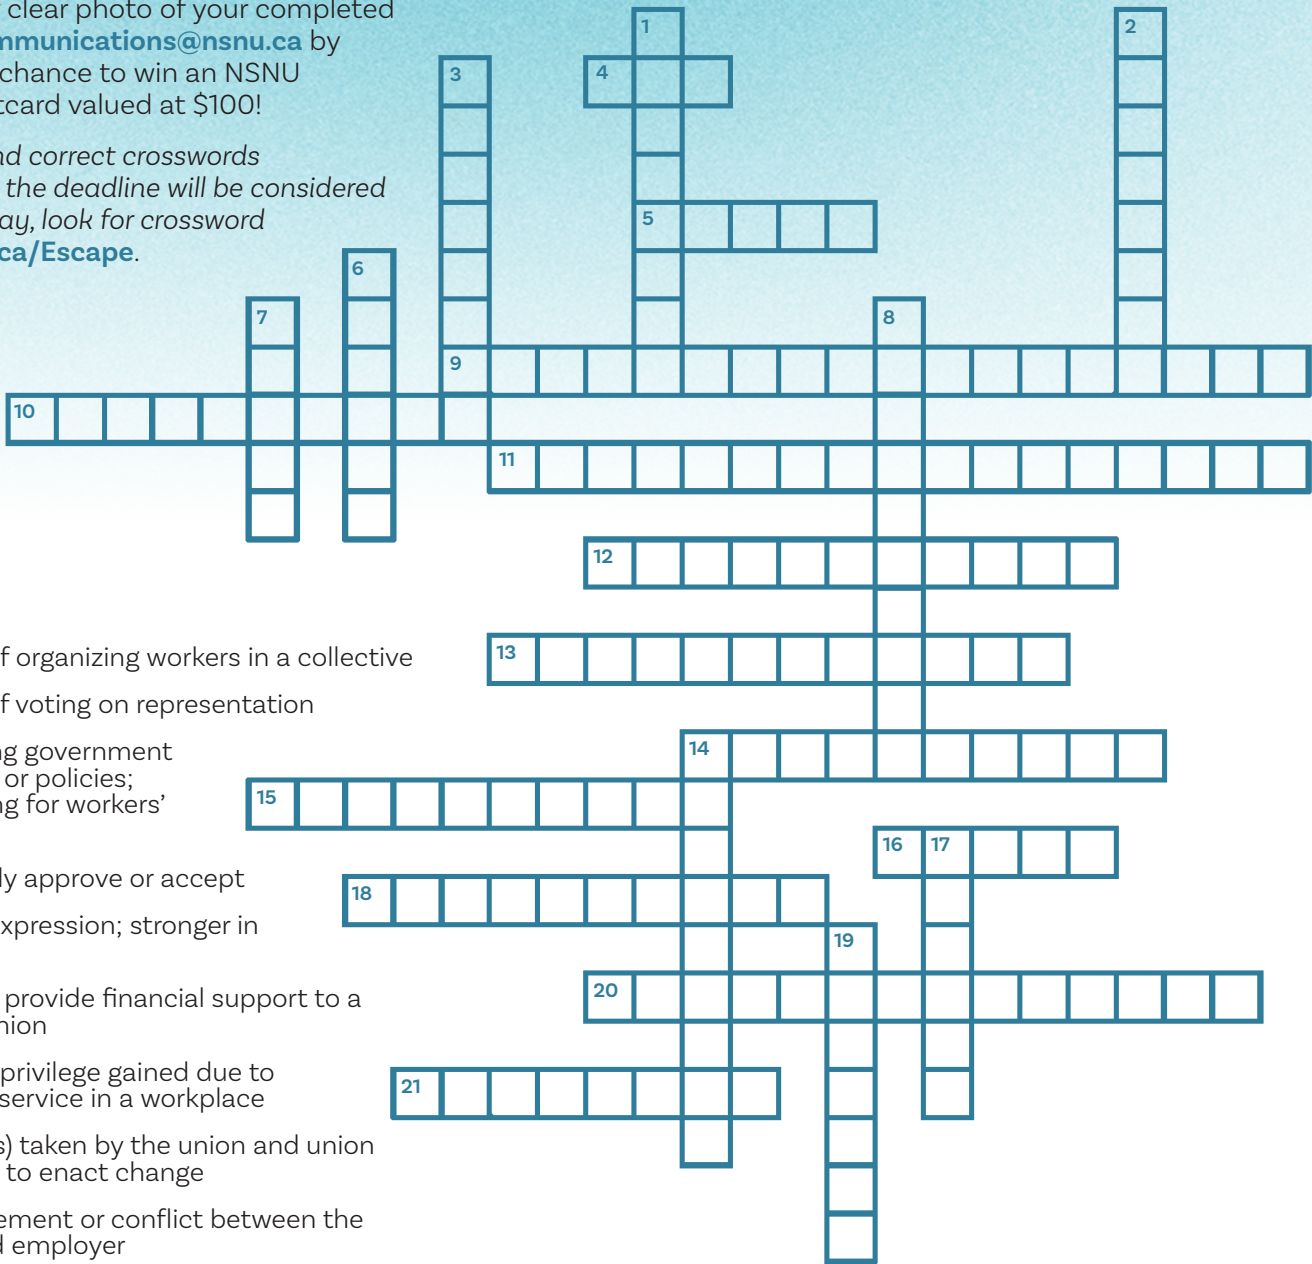 clear photo of your completed
mmunications@nsnu.ca by
chance to win an NSNU
tcard valued at $100!
nd correct crosswords
the deadline will be considered
ay, look for crossword
ca/Escape.
1
2
3
4
5
6
7
8
9
10
11
12
13
14
15
16
17
18
19
20
21
f organizing workers in a collective
f voting on representation
ng government
or policies;
ng for workers’
ly approve or accept
xpression; stronger in
provide financial support to a
nion
privilege gained due to
service in a workplace
s) taken by the union and union
to enact change
ement or conflict between the
d employer